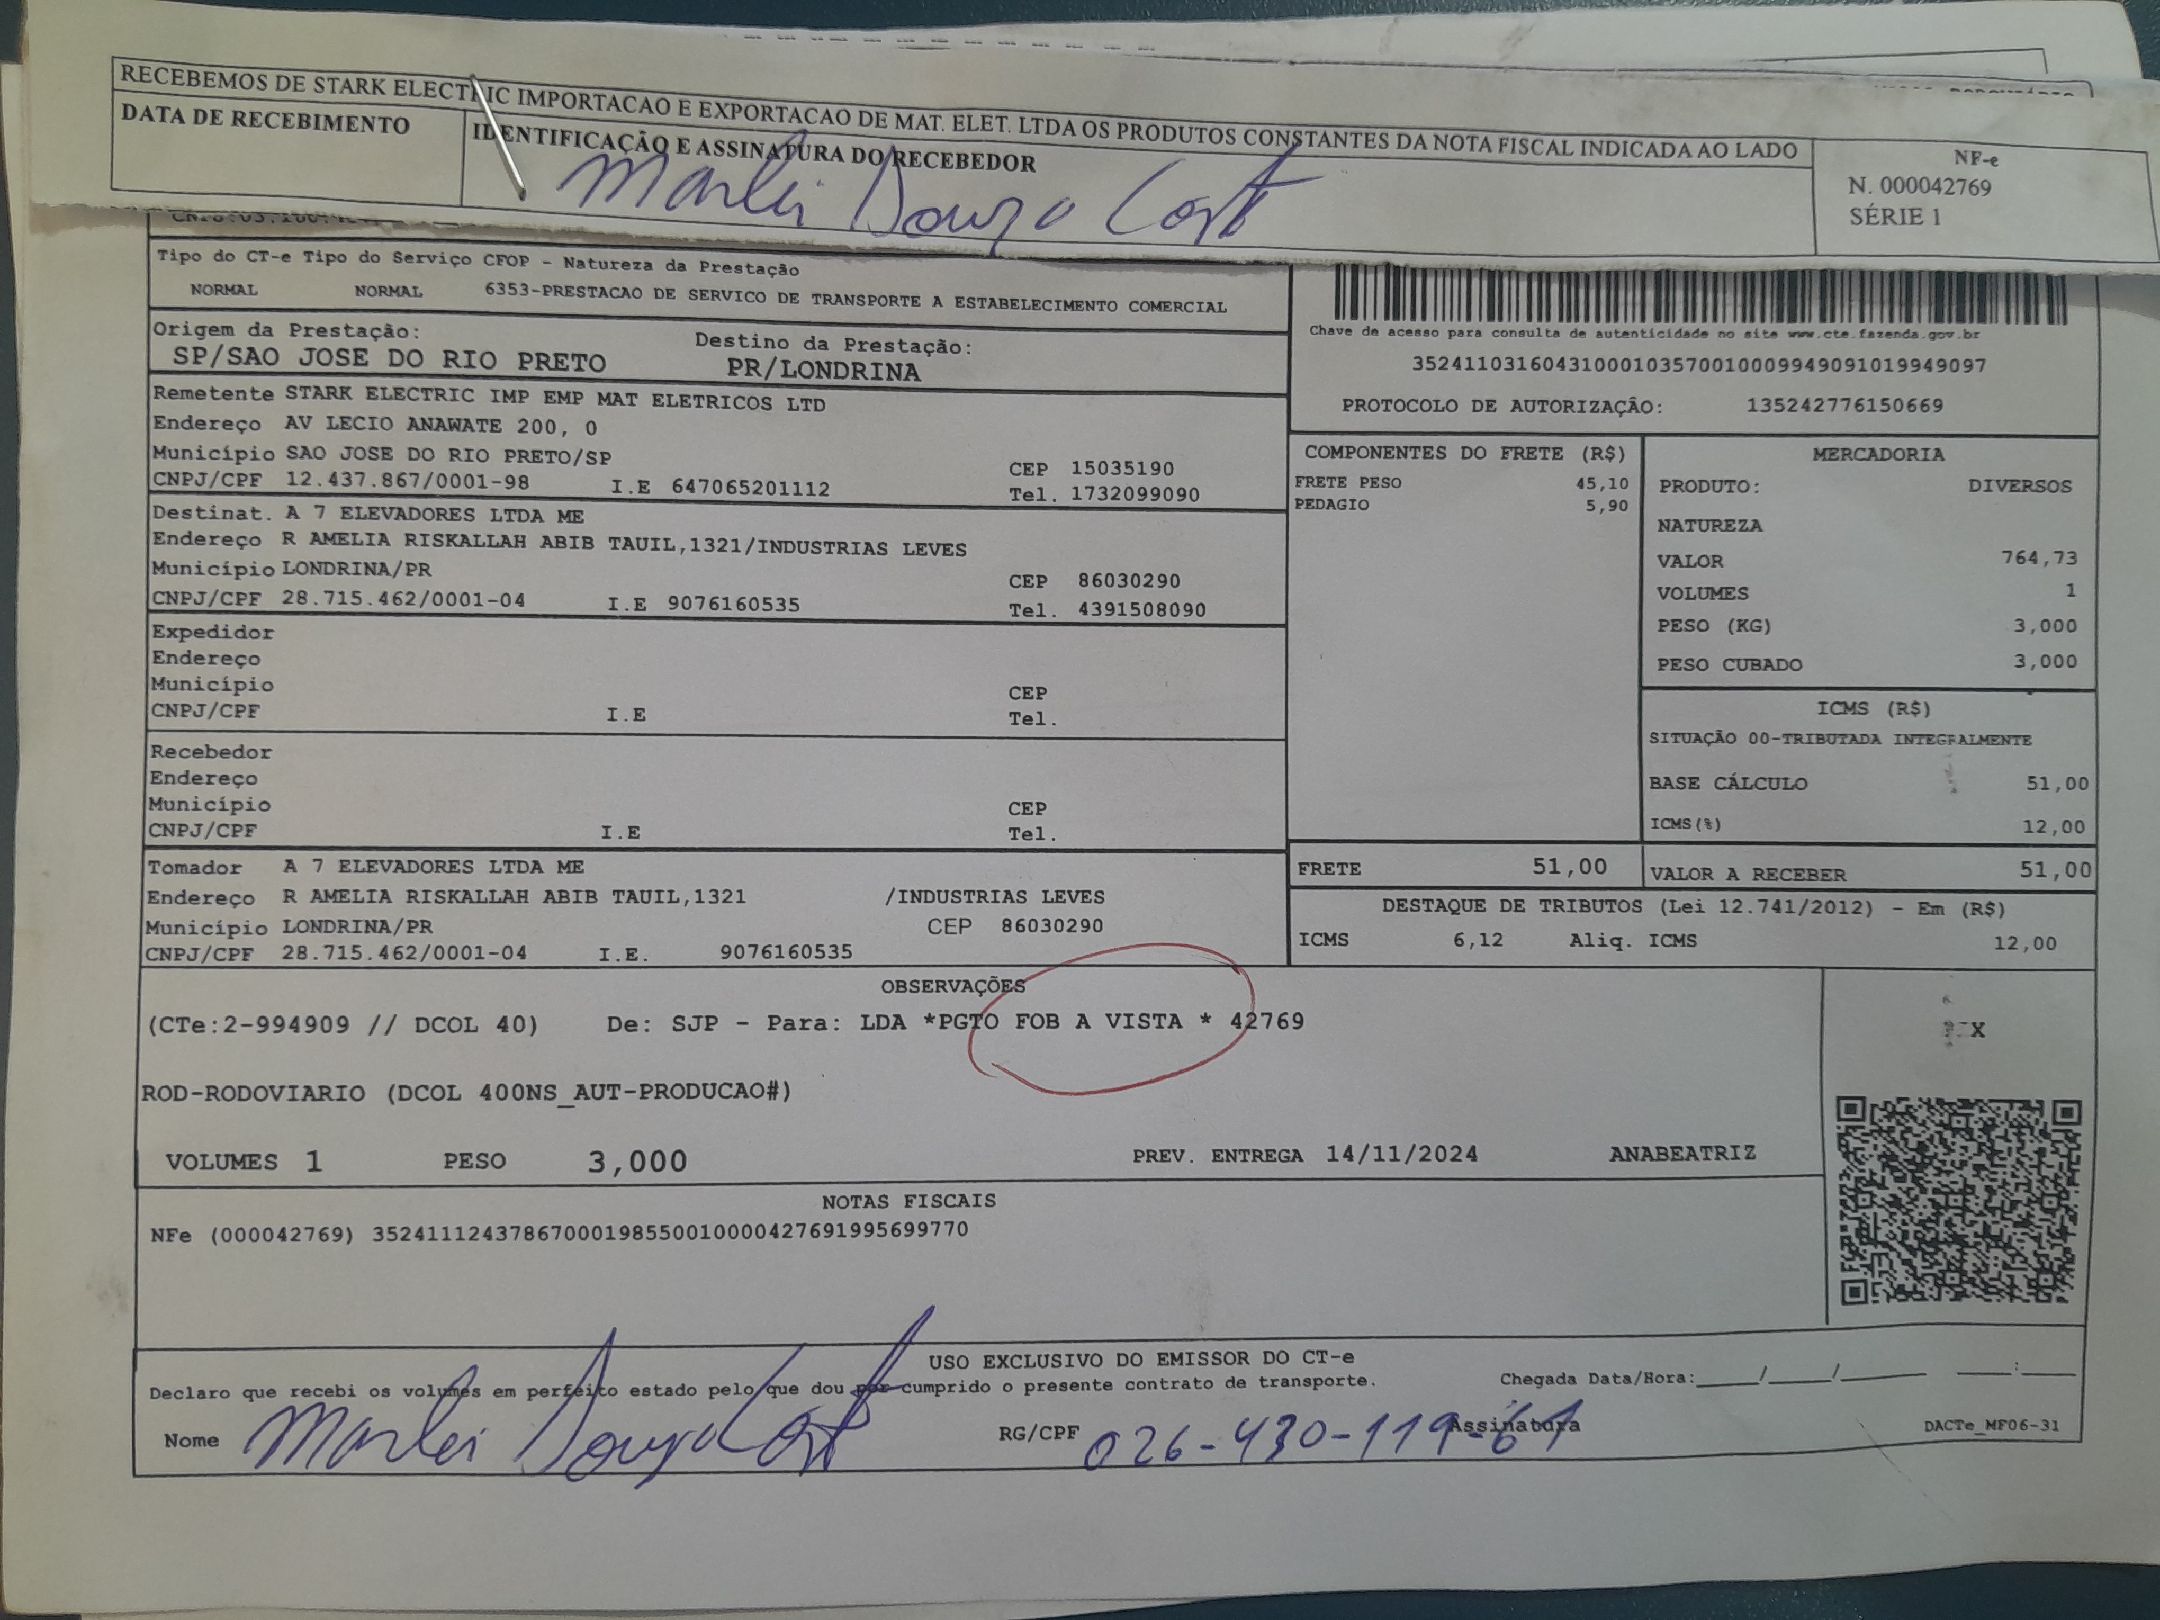 RECEBEMOS DE STARK ELECTRIC IMPORTACAO E EXPORTACAO DE MAT. ELET. LTDA OS PRODUTOS CONSTANTES DA NOTA FISCAL INDICADA AO LADO
DATA DE RECEBIMENTO
IDENTIFICAÇÃO E ASSINATURA DO RECEBEDOR
Marlei Souza Costa
NF-e
N. 000042769
SÉRIE 1
Tipo do CT-e Tipo do Serviço CFOP - Natureza da Prestação
NORMAL NORMAL 6353-PRESTACAO DE SERVICO DE TRANSPORTE A ESTABELECIMENTO COMERCIAL
Origem da Prestação: Destino da Prestação:
SP/SAO JOSE DO RIO PRETO PR/LONDRINA
Chave de acesso para consulta de autenticidade no site www.cte.fazenda.gov.br
35241103160431000103570010009949091019949097
PROTOCOLO DE AUTORIZAÇÃO: 135242776150669
Remetente STARK ELECTRIC IMP EMP MAT ELETRICOS LTD
Endereço AV LECIO ANAWATE 200, 0
Município SAO JOSE DO RIO PRETO/SP CEP 15035190
CNPJ/CPF 12.437.867/0001-98 I.E 647065201112 Tel. 1732099090
Destinat. A 7 ELEVADORES LTDA ME
Endereço R AMELIA RISKALLAH ABIB TAUIL,1321/INDUSTRIAS LEVES
Município LONDRINA/PR CEP 86030290
CNPJ/CPF 28.715.462/0001-04 I.E 9076160535 Tel. 4391508090
Expedidor
Endereço
Município CEP
CNPJ/CPF I.E Tel.
Recebedor
Endereço
Município CEP
CNPJ/CPF I.E Tel.
Tomador A 7 ELEVADORES LTDA ME
Endereço R AMELIA RISKALLAH ABIB TAUIL,1321 /INDUSTRIAS LEVES
Município LONDRINA/PR CEP 86030290
CNPJ/CPF 28.715.462/0001-04 I.E. 9076160535
COMPONENTES DO FRETE (R$)
FRETE PESO 45,10
PEDAGIO 5,90
MERCADORIA
PRODUTO: DIVERSOS
NATUREZA
VALOR 764,73
VOLUMES 1
PESO (KG) 3,000
PESO CUBADO 3,000
ICMS (R$)
SITUAÇÃO 00-TRIBUTADA INTEGRALMENTE
BASE CÁLCULO 51,00
ICMS(%) 12,00
FRETE 51,00 VALOR A RECEBER 51,00
DESTAQUE DE TRIBUTOS (Lei 12.741/2012) - Em (R$)
ICMS 6,12 Aliq. ICMS 12,00
OBSERVAÇÕES
(CTe:2-994909 // DCOL 40) De: SJP - Para: LDA *PGTO FOB A VISTA * 42769
ROD-RODOVIARIO (DCOL 400NS_AUT-PRODUCAO#)
VOLUMES 1 PESO 3,000 PREV. ENTREGA 14/11/2024 ANABEATRIZ
NOTAS FISCAIS
NFe (000042769) 35241112437867000198550010000427691995699770
USO EXCLUSIVO DO EMISSOR DO CT-e
Declaro que recebi os volumes em perfeito estado pelo que dou por cumprido o presente contrato de transporte.
Chegada Data/Hora:____/____/______ ____:____
Nome Marlei Souza Costa RG/CPF 026-430-119-61 Assinatura DACTe_MF06-31